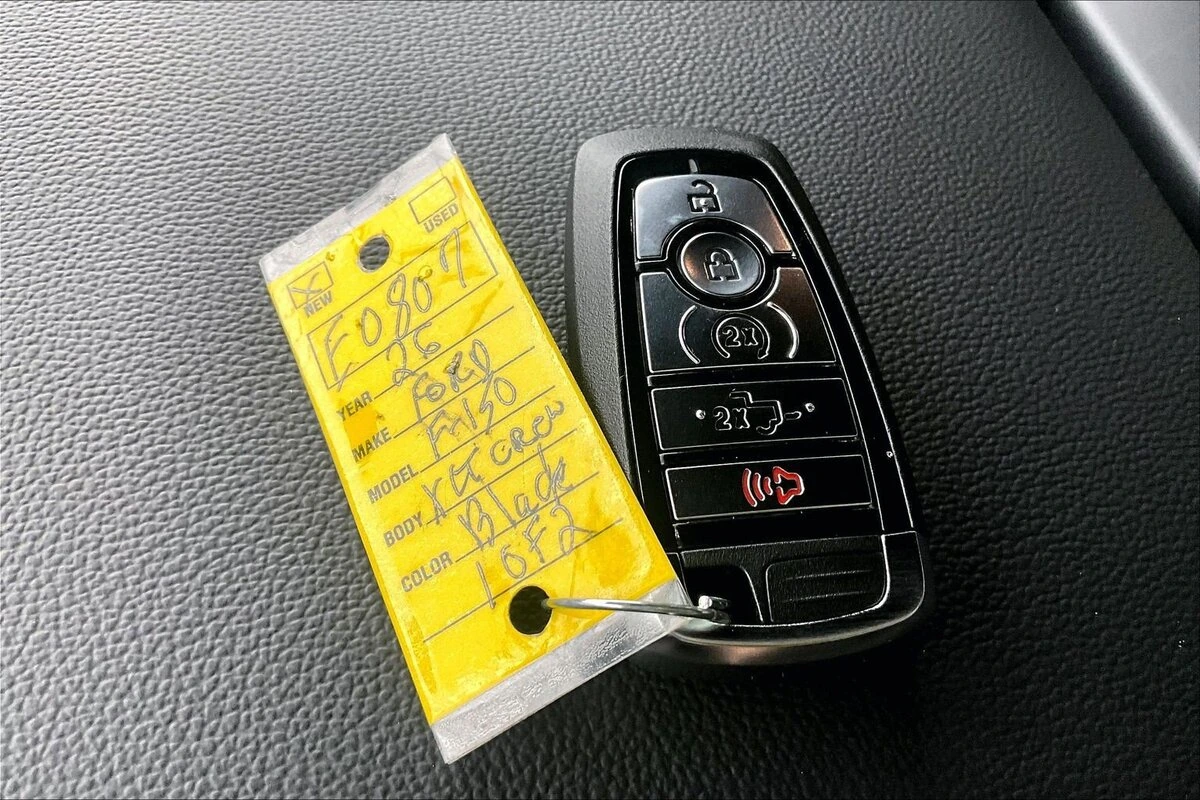 USED
NEW
E0807
YEAR 26
MAKE FORD
MODEL F150
BODY XLT CREW
COLOR Black
1 OF 2
2x
2x